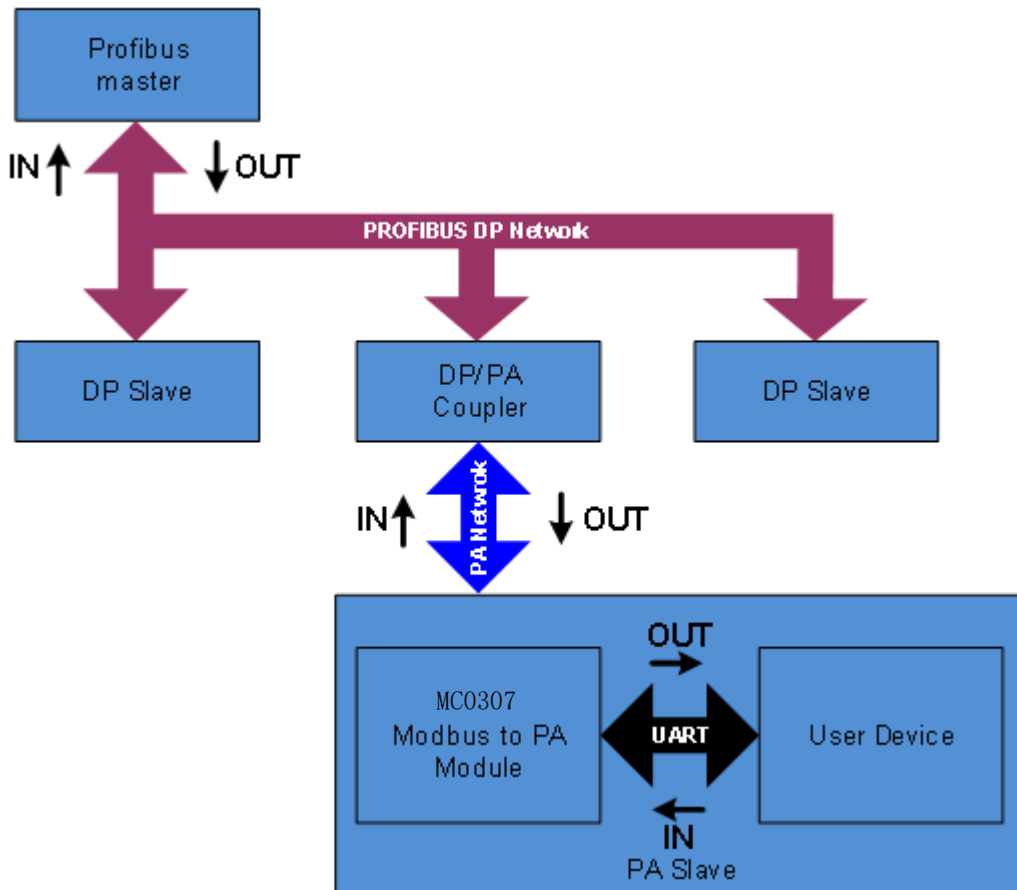 Profibus
master
IN
OUT
PROFIBUS DP Network
DP Slave
DP/PA
Coupler
DP Slave
IN
PA Netwrok
OUT
OUT
MC0307
Modbus to PA
Module
UART
User Device
IN
PA Slave